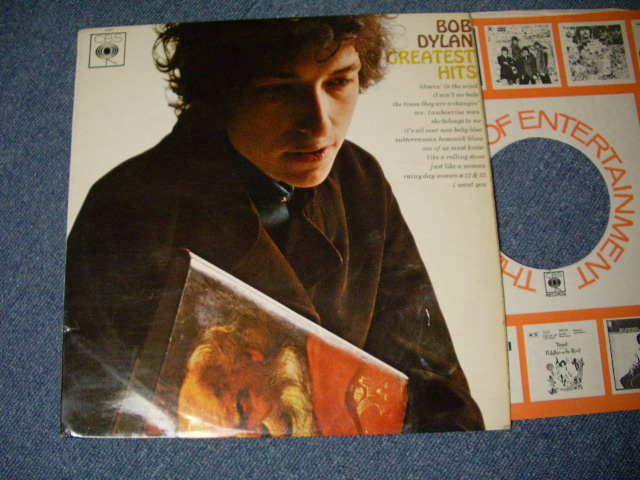 CBS
BOB
DYLAN
GREATEST
HITS
blowin' in the wind
it ain't me babe
the times they are a-changin'
mr. tambourine man
she belongs to me
it's all over now baby blue
subterranean homesick blues
one of us must know
like a rolling stone
just like a woman
rainy day women #12 & 35
i want you
THE
OF ENTERTAINMENT
CBS
RECORDS